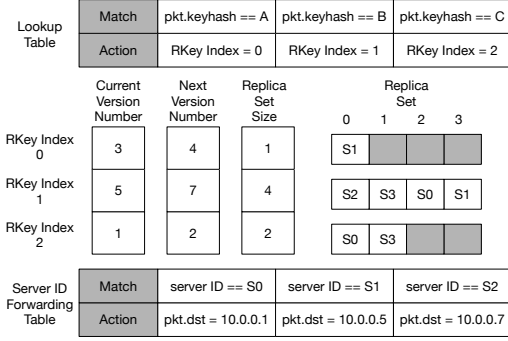 Lookup
Table
Match pkt.keyhash == A pkt.keyhash == B pkt.keyhash == C
Action RKey Index = 0 RKey Index = 1 RKey Index = 2
Current
Version
Number
Next
Version
Number
Replica
Set
Size
Replica
Set
0 1 2 3
RKey Index
0
3 4 1 S1
RKey Index
1
5 7 4 S2 S3 S0 S1
RKey Index
2
1 2 2 S0 S3
Server ID
Forwarding
Table
Match server ID == S0 server ID == S1 server ID == S2
Action pkt.dst = 10.0.0.1 pkt.dst = 10.0.0.5 pkt.dst = 10.0.0.7